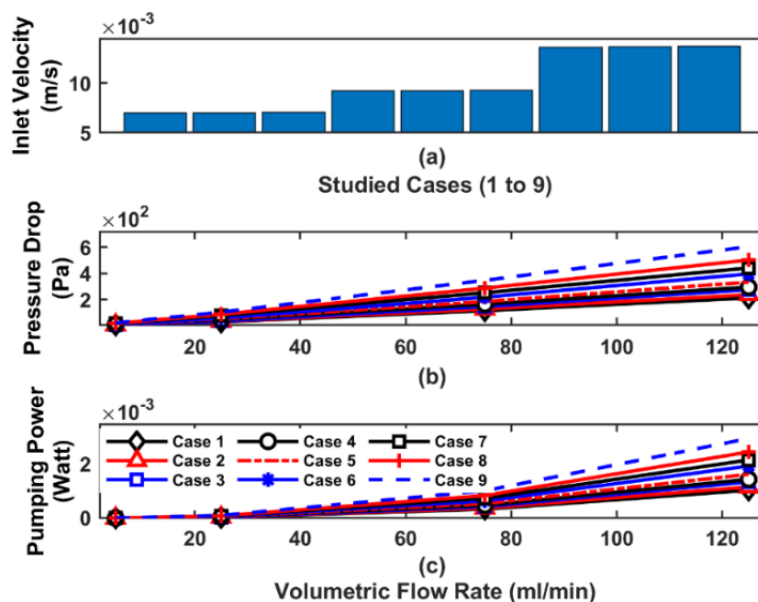 ×10⁻³
Inlet Velocity
(m/s)
10
5
(a)
Studied Cases (1 to 9)
×10²
Pressure Drop
(Pa)
6
4
2
20 40 60 80 100 120
(b)
×10⁻³
Pumping Power
(Watt)
2
0
Case 1 Case 4 Case 7
Case 2 Case 5 Case 8
Case 3 Case 6 Case 9
20 40 60 80 100 120
(c)
Volumetric Flow Rate (ml/min)